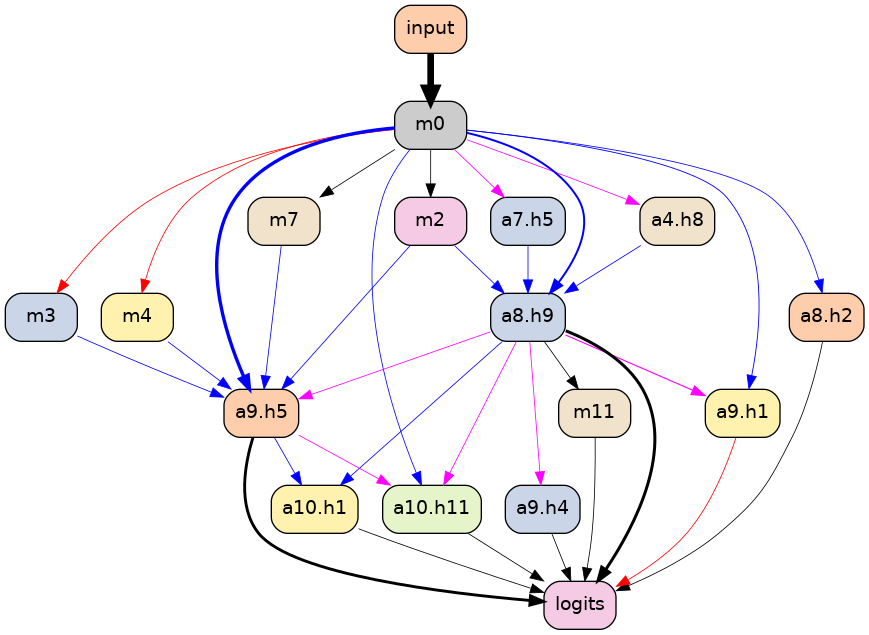 input
m0
m7
m2
a7.h5
a4.h8
m3
m4
a8.h9
a8.h2
a9.h5
m11
a9.h1
a10.h1
a10.h11
a9.h4
logits